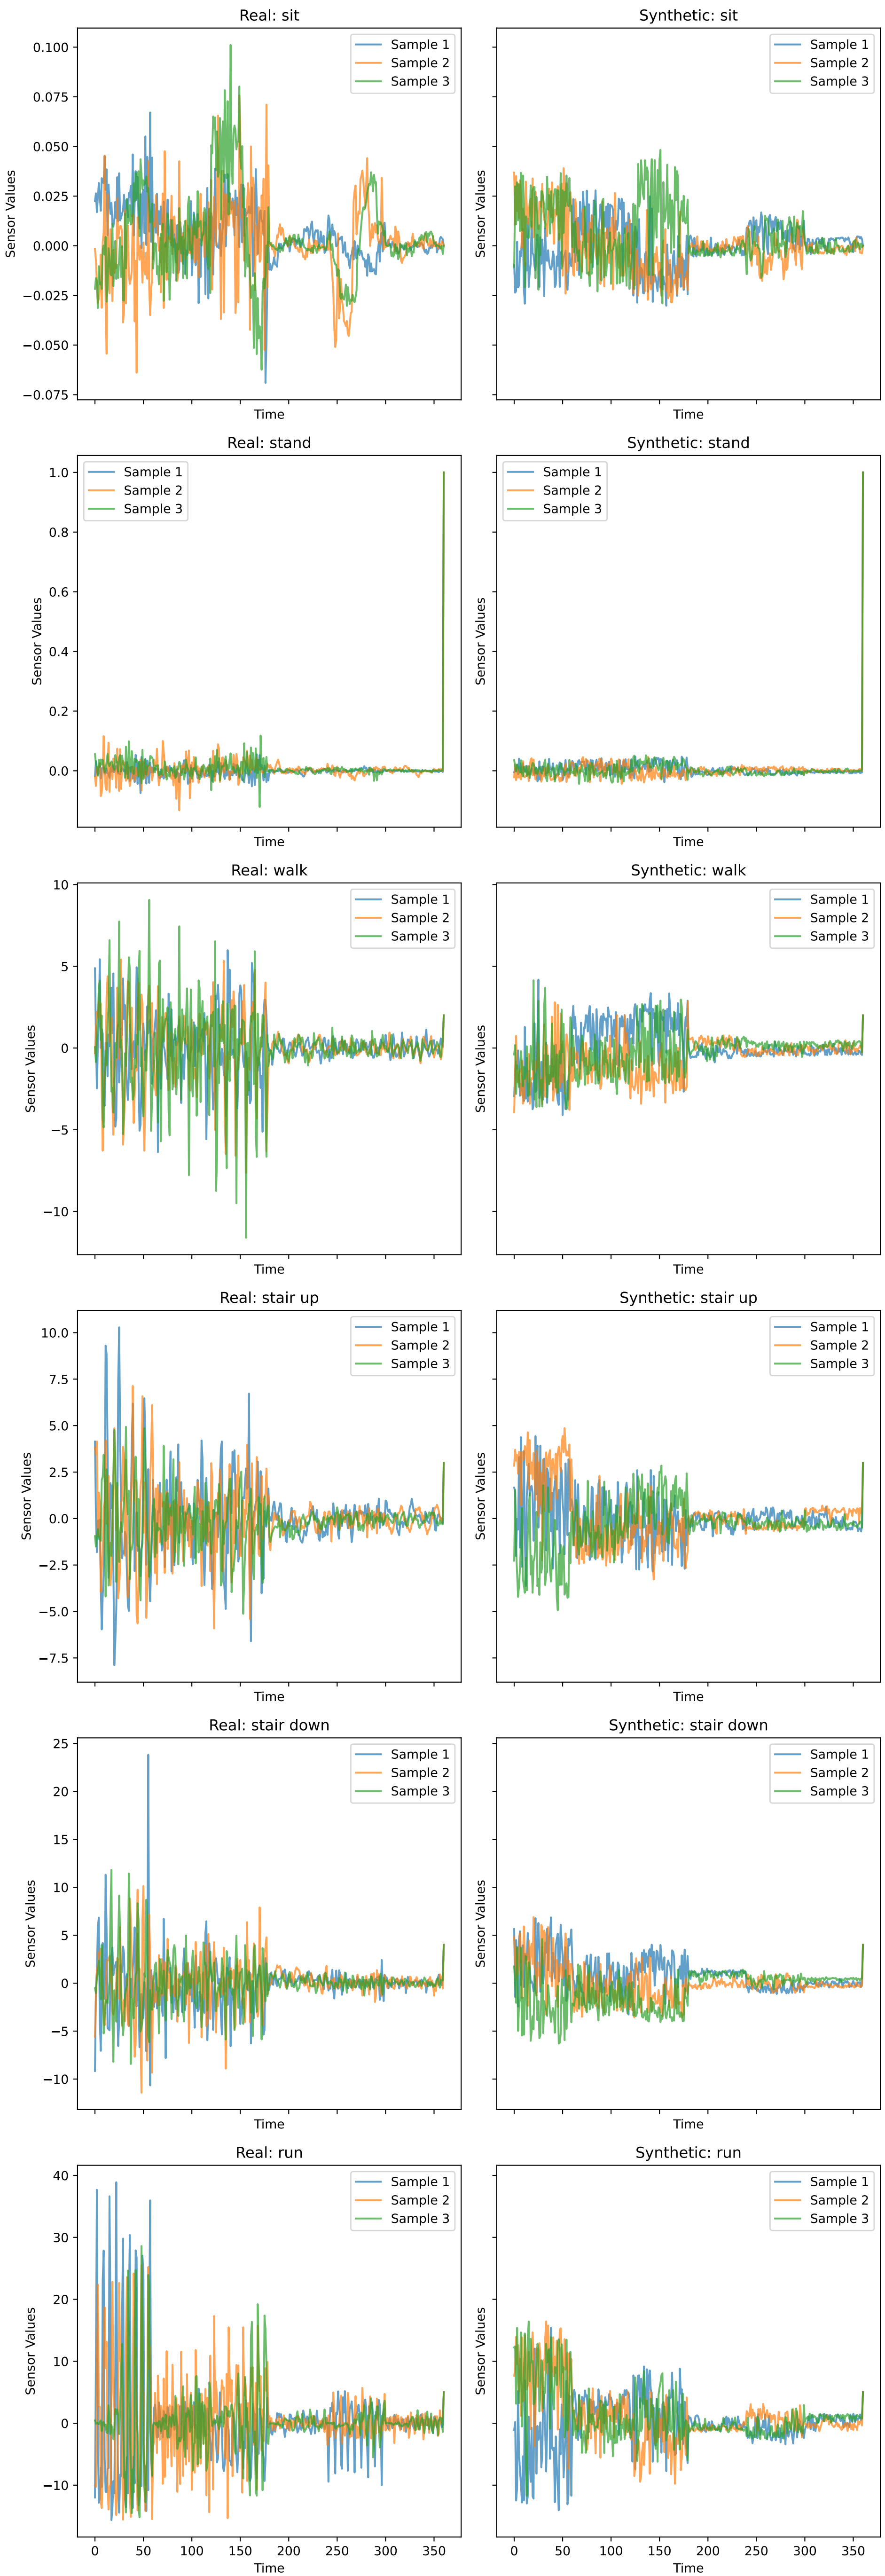 Real: sit
Sensor Values
0.100
0.075
0.050
0.025
0.000
−0.025
−0.050
−0.075
Sample 1
Sample 2
Sample 3
Time
Synthetic: sit
Sample 1
Sample 2
Sample 3
Sensor Values
Time
Real: stand
Sensor Values
1.0
0.8
0.6
0.4
0.2
0.0
Sample 1
Sample 2
Sample 3
Time
Synthetic: stand
Sensor Values
Sample 1
Sample 2
Sample 3
Time
Real: walk
Sensor Values
10
5
0
−5
−10
Sample 1
Sample 2
Sample 3
Time
Synthetic: walk
Sensor Values
Sample 1
Sample 2
Sample 3
Time
Real: stair up
Sensor Values
10.0
7.5
5.0
2.5
0.0
−2.5
−5.0
−7.5
Sample 1
Sample 2
Sample 3
Time
Synthetic: stair up
Sensor Values
Sample 1
Sample 2
Sample 3
Time
Real: stair down
Sensor Values
25
20
15
10
5
0
−5
−10
Sample 1
Sample 2
Sample 3
Time
Synthetic: stair down
Sensor Values
Sample 1
Sample 2
Sample 3
Time
Real: run
Sensor Values
40
30
20
10
0
−10
Sample 1
Sample 2
Sample 3
0 50 100 150 200 250 300 350
Time
Synthetic: run
Sensor Values
Sample 1
Sample 2
Sample 3
0 50 100 150 200 250 300 350
Time